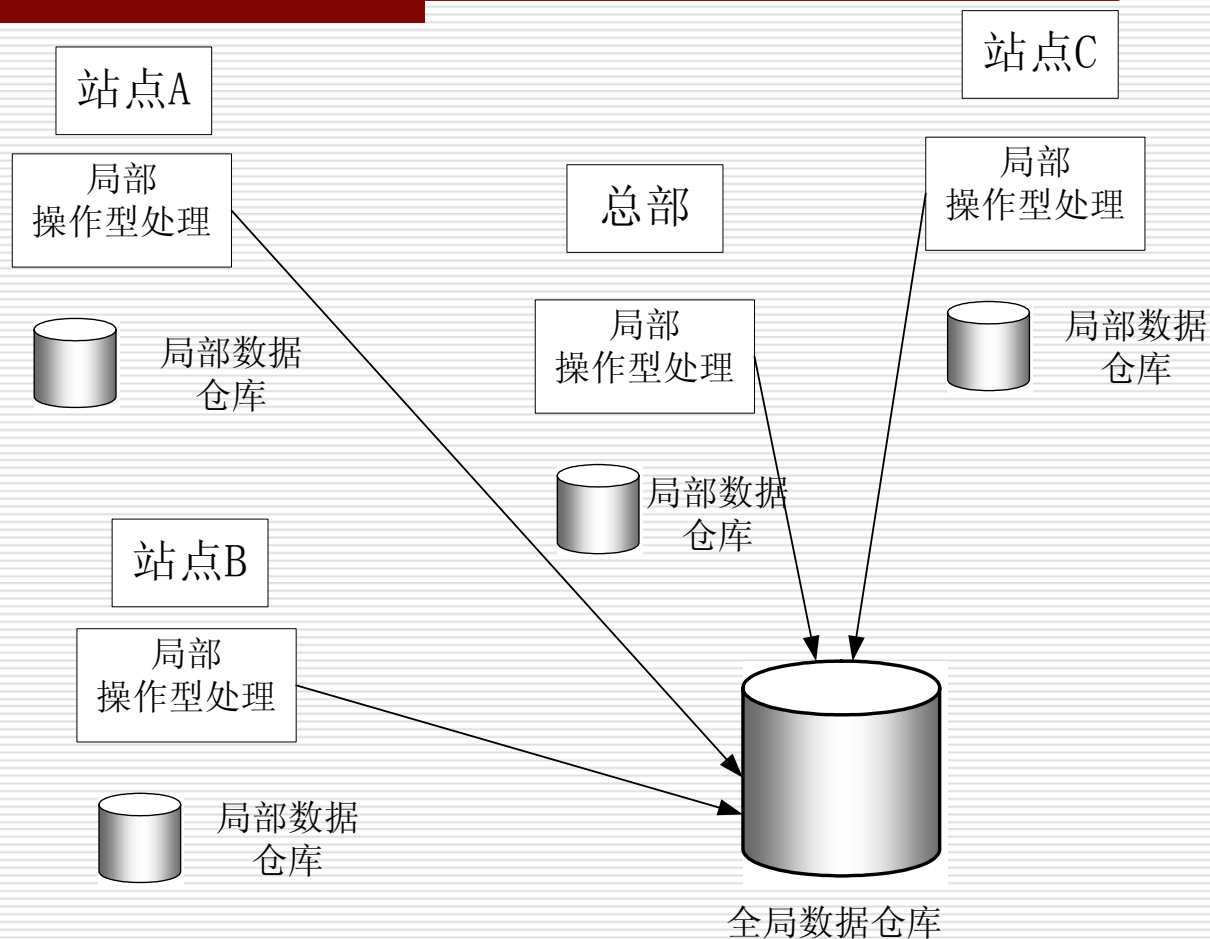 站点A
局部
操作型处理
局部数据
仓库
站点B
局部
操作型处理
局部数据
仓库
总部
局部
操作型处理
局部数据
仓库
站点C
局部
操作型处理
局部数据
仓库
全局数据仓库